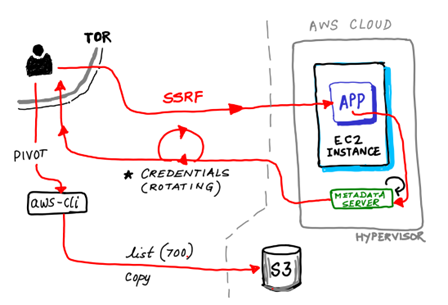 AWS CLOUD
TOR
SSRF
APP
EC2
INSTANCE
PIVOT
* CREDENTIALS
(ROTATING)
METADATA
SERVER
aws-cli
HYPERVISOR
list (700)
copy
S3